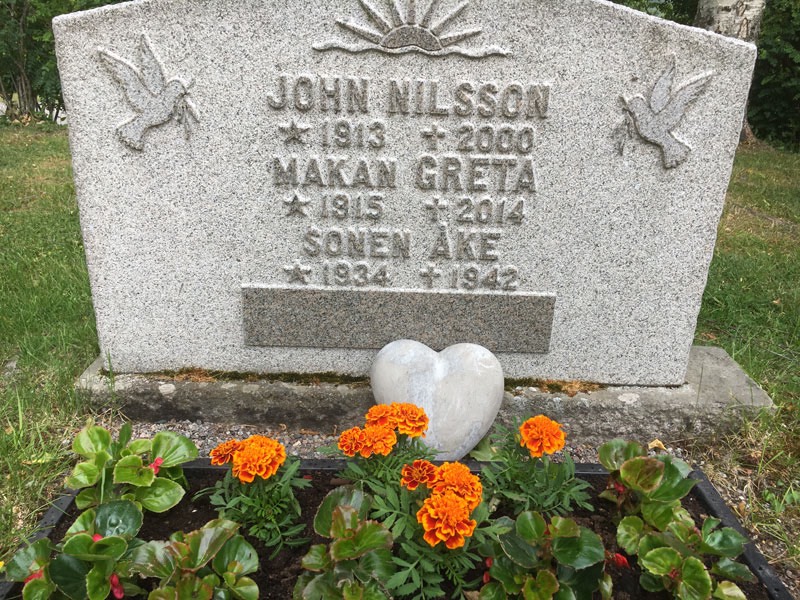 JOHN NILSSON
★ 1913 ✝ 2000
MAKAN GRETA
★ 1915 ✝ 2014
SONEN ÅKE
★ 1934 ✝ 1942